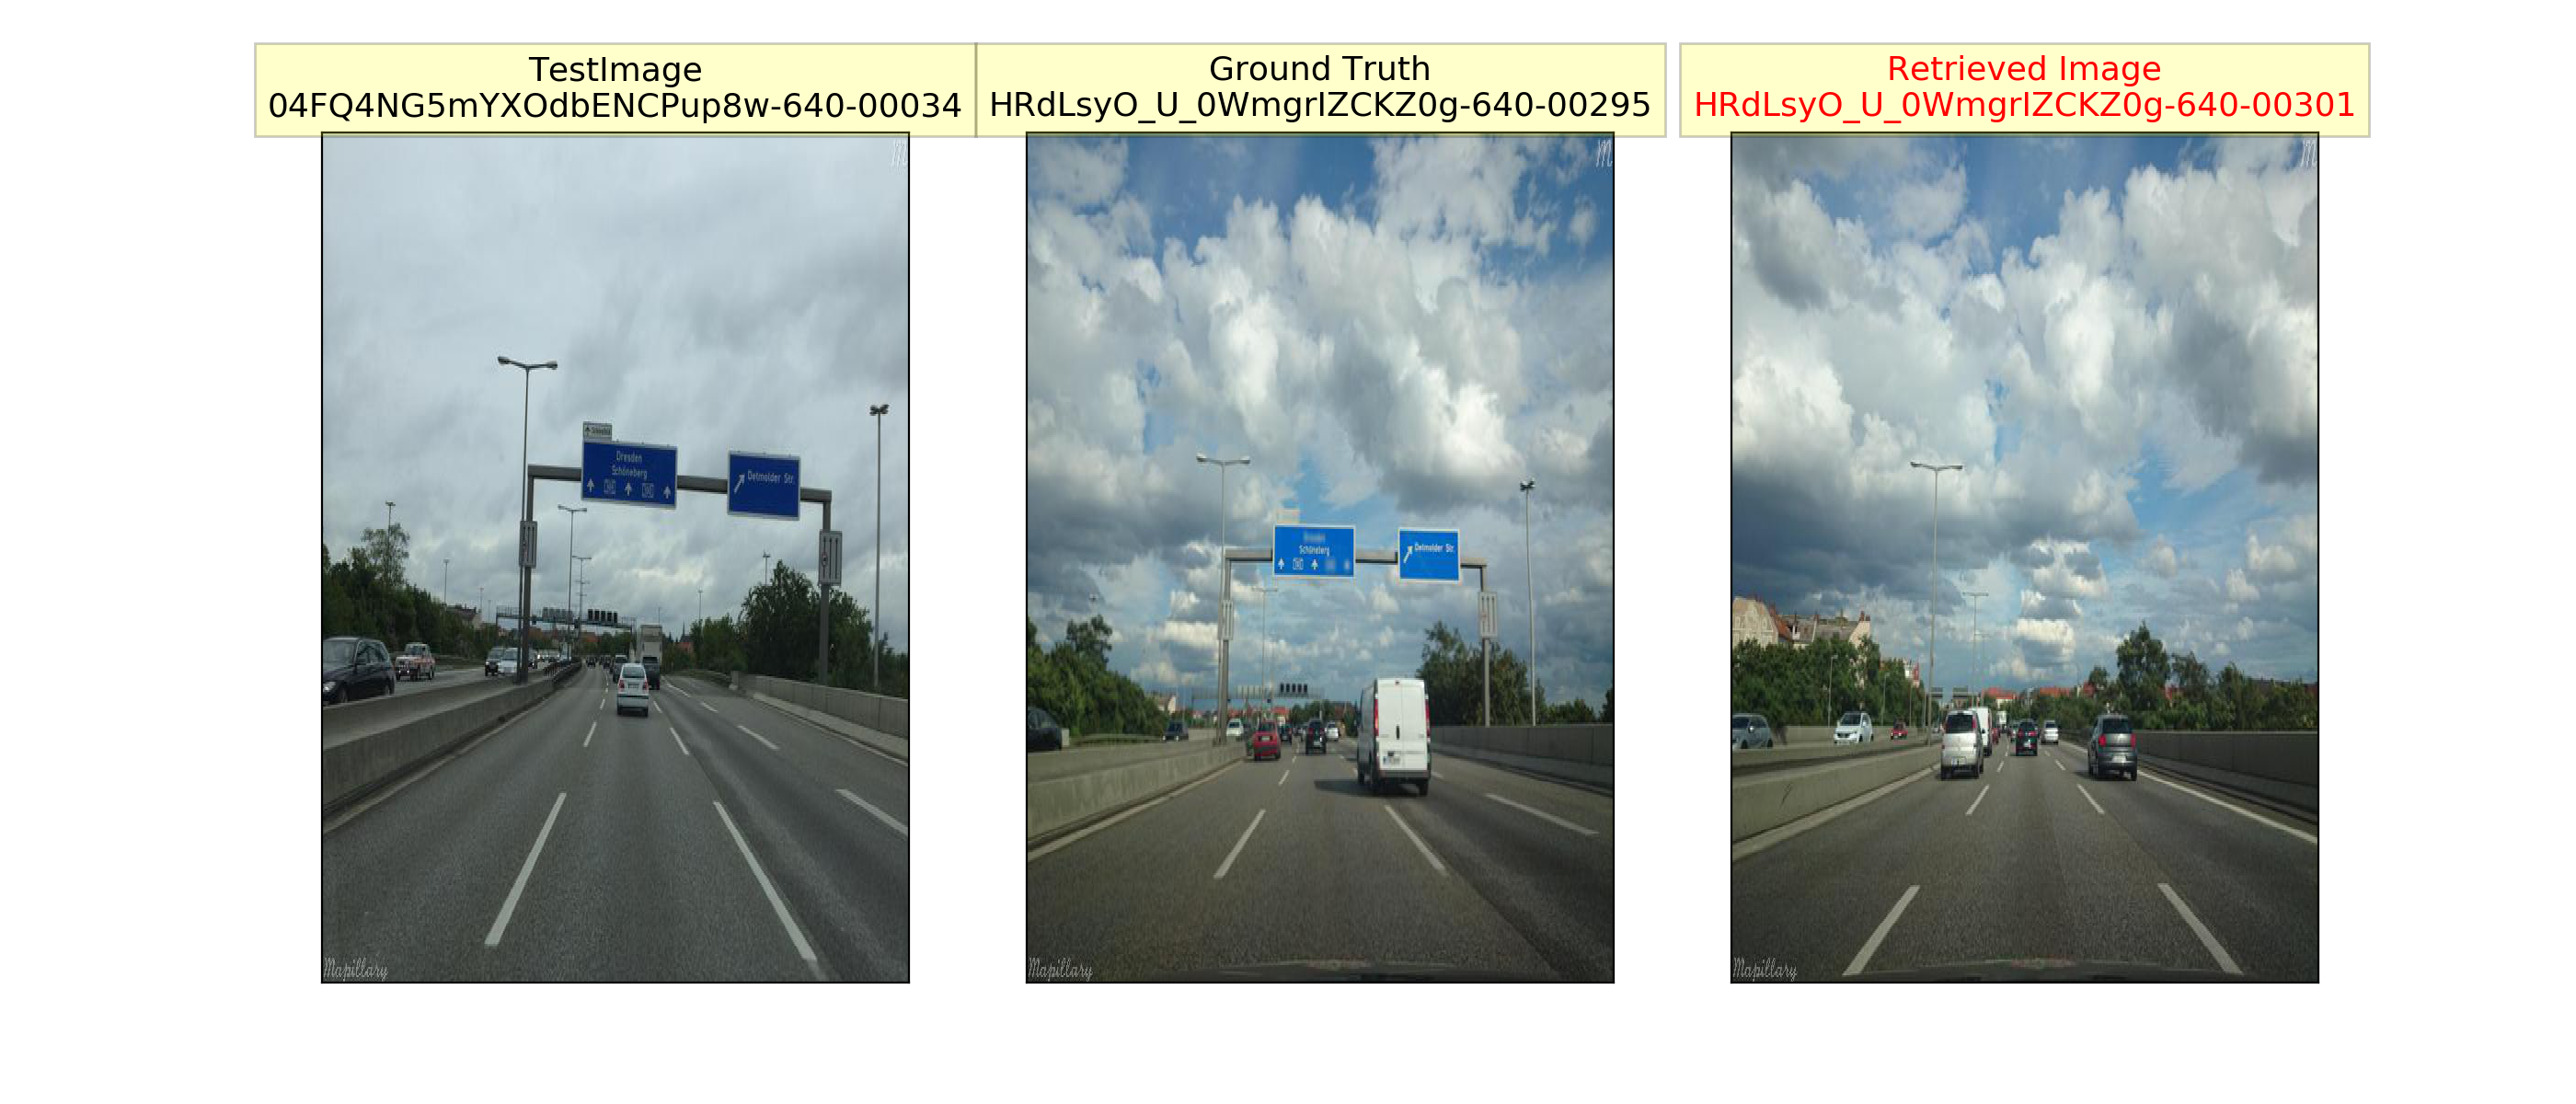 TestImage
04FQ4NG5mYXOdbENCPup8w-640-00034
Ground Truth
HRdLsyO_U_0WmgrIZCKZ0g-640-00295
Retrieved Image
HRdLsyO_U_0WmgrIZCKZ0g-640-00301
M
Dresden
Schöneberg
Detmolder Str.
Mapillary
M
Schöneberg
Detmolder Str.
Mapillary
M
Mapillary